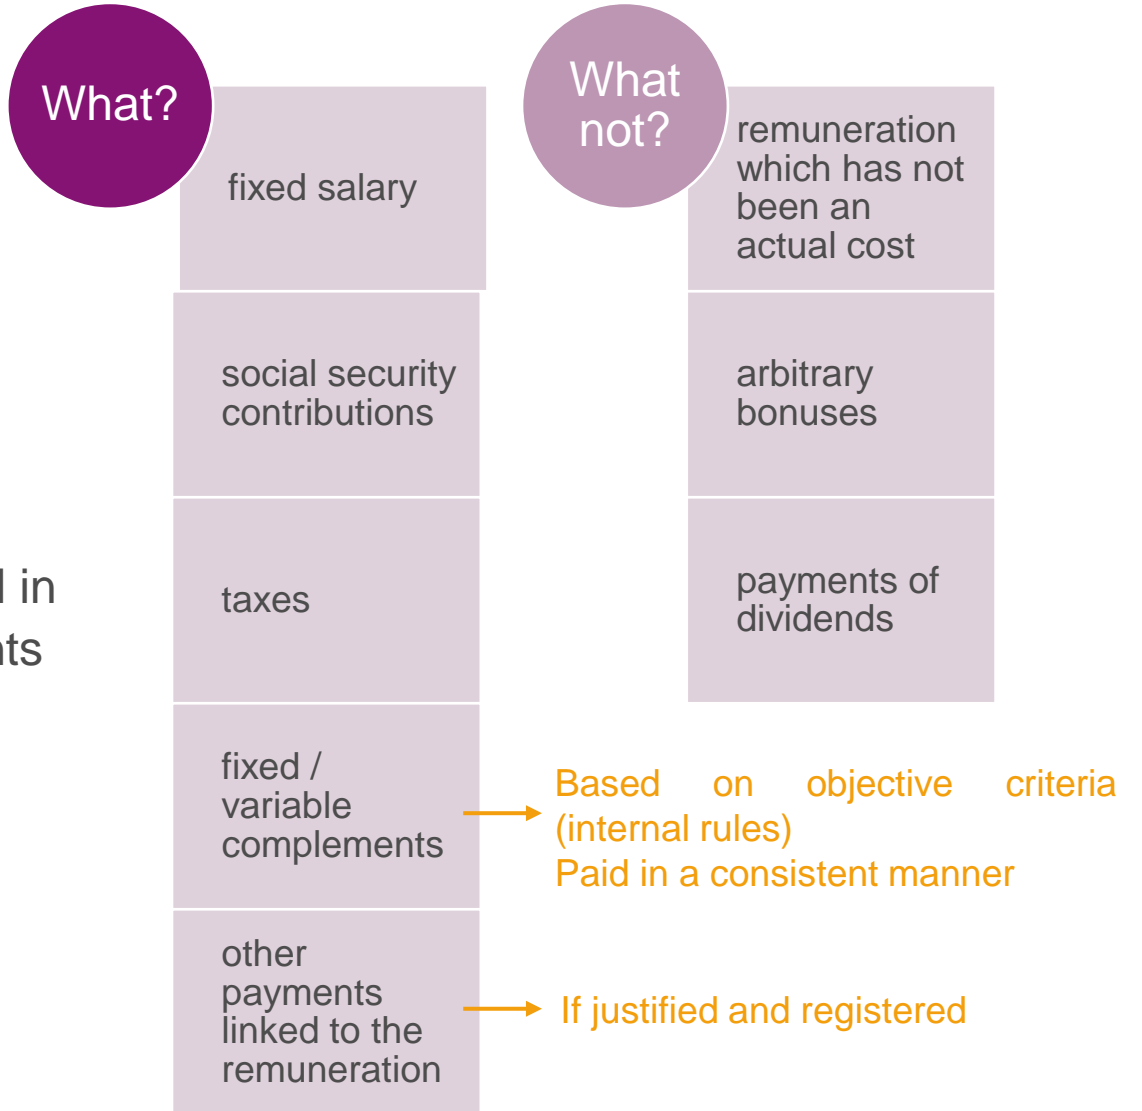 What?
fixed salary
social security
contributions
taxes
fixed /
variable
complements
other
payments
linked to the
remuneration
What
not?
remuneration
which has not
been an
actual cost
arbitrary
bonuses
payments of
dividends
Based on objective criteria
(internal rules)
Paid in a consistent manner
If justified and registered
in